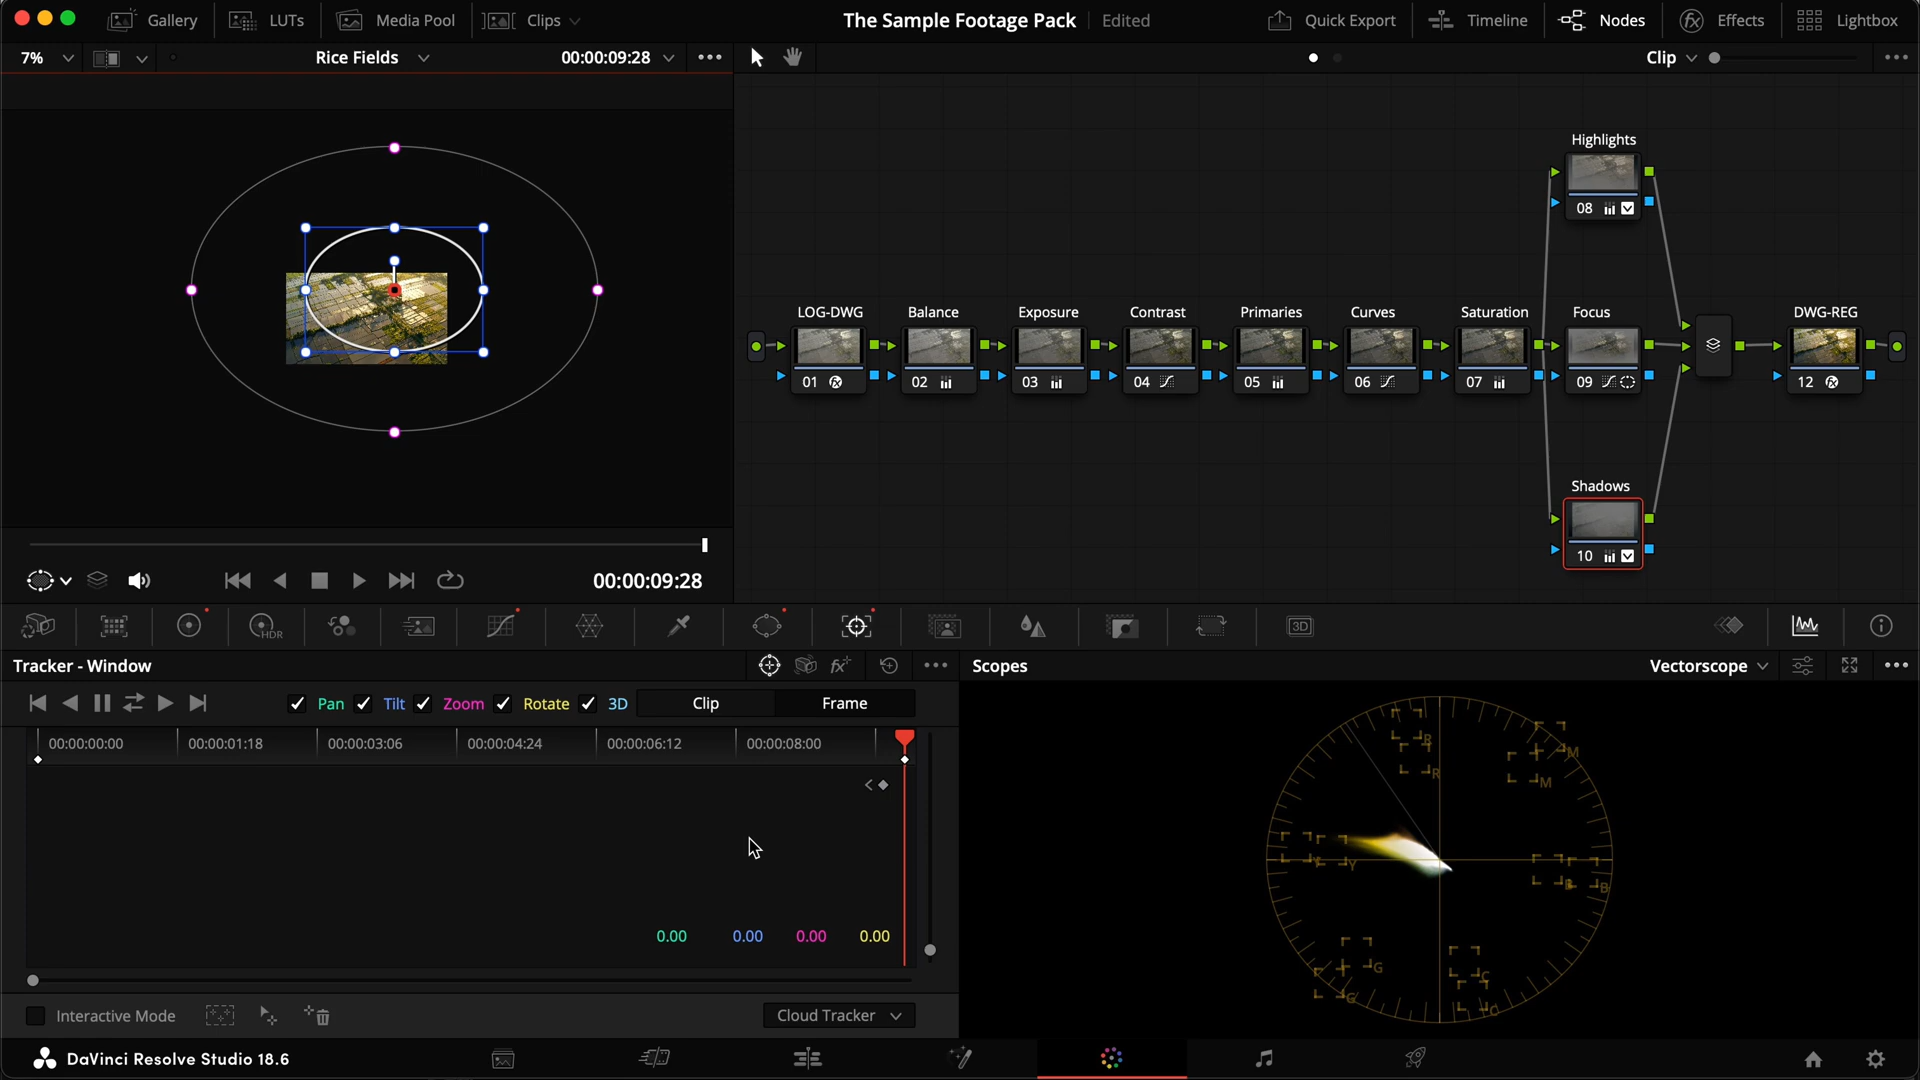 Gallery LUTs Media Pool Clips The Sample Footage Pack Edited Quick Export Timeline Nodes Effects Lightbox
7% Rice Fields 00:00:09:28 Clip
Highlights
08
LOG-DWG Balance Exposure Contrast Primaries Curves Saturation Focus DWG-REG
01 02 03 04 05 06 07 09 12
Shadows
10
00:00:09:28
HDR 3D
Tracker - Window Scopes Vectorscope
Pan Tilt Zoom Rotate 3D Clip Frame
00:00:00:00 00:00:01:18 00:00:03:06 00:00:04:24 00:00:06:12 00:00:08:00
R M
R M
Y Y B B
G C
G C
0.00 0.00 0.00 0.00
Interactive Mode Cloud Tracker
DaVinci Resolve Studio 18.6